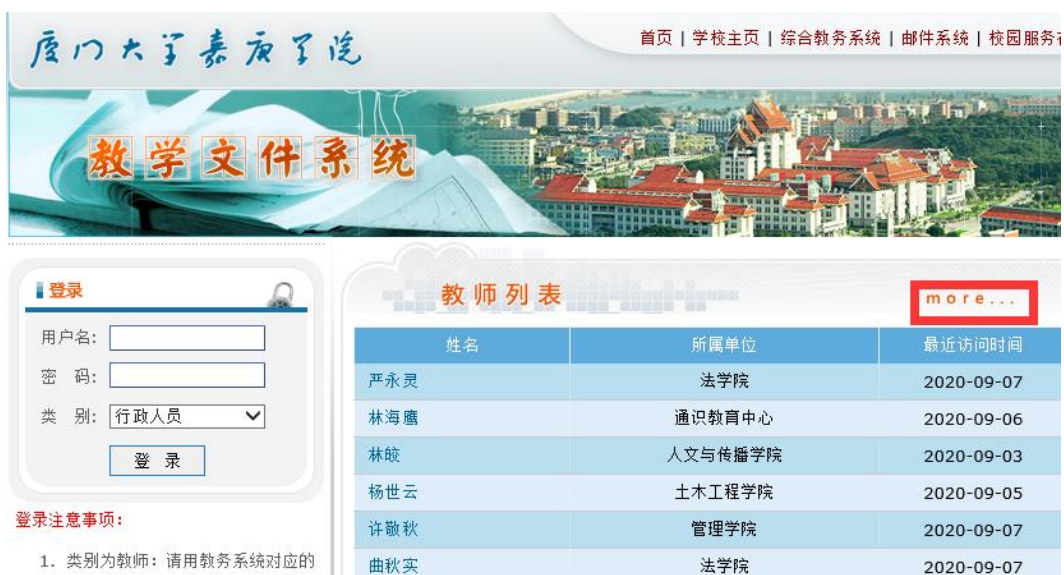 厦门大学嘉庚学院
首页 | 学校主页 | 综合教务系统 | 邮件系统 | 校园服务
教学文件系统
登录
用户名:
密 码:
类 别: 行政人员
登 录
登录注意事项:
1. 类别为教师: 请用教务系统对应的
教师列表
more...
姓名 所属单位 最近访问时间
严永灵 法学院 2020-09-07
林海鹰 通识教育中心 2020-09-06
林皎 人文与传播学院 2020-09-03
杨世云 土木工程学院 2020-09-05
许敬秋 管理学院 2020-09-07
曲秋实 法学院 2020-09-07